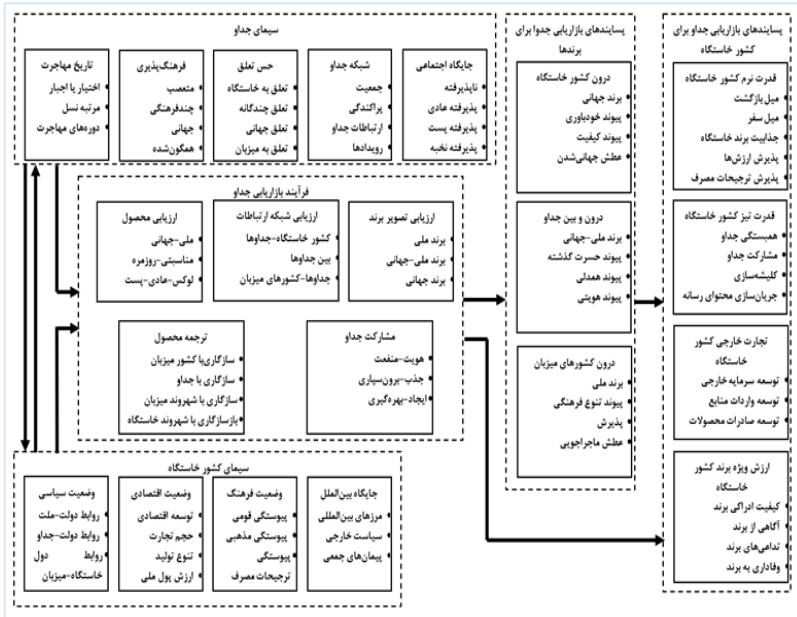 سیمای جداو
جایگاه اجتماعی
ناپذیرفته
پذیرفته عادی
پذیرفته پست
پذیرفته نخبه
شبکه جداو
جمعیت
پراکندگی
ارتباطات جداو
رویدادها
حس تعلق
تعلق به خاستگاه
تعلق چندگانه
تعلق جهانی
تعلق به میزبان
فرهنگ‌پذیری
متعصب
چندفرهنگی
جهانی
همگون‌شده
تاریخ مهاجرت
اختیار یا اجبار
مرتبه نسل
دوره‌های مهاجرت
فرآیند بازاریابی جداو
ارزیابی تصویر برند
برند ملی
برند ملی-جهانی
برند جهانی
ارزیابی شبکه ارتباطات
کشور خاستگاه-جداوها
بین جداوها
جداوها-کشورهای میزبان
ارزیابی محصول
ملی-جهانی
مناسبتی-روزمره
لوکس-عادی-پست
مشارکت جداو
هویت-منفعت
جذب-برون‌سپاری
ایجاد-بهره‌گیری
ترجمه محصول
سازگاری با کشور میزبان
سازگاری با جداو
سازگاری با شهروند میزبان
بازسازگاری با شهروند خاستگاه
سیمای کشور خاستگاه
جایگاه بین‌الملل
مرزهای بین‌المللی
سیاست خارجی
پیمان‌های جمعی
وضعیت فرهنگ
پیوستگی قومی
پیوستگی مذهبی
پیوستگی
ترجیحات مصرف
وضعیت اقتصادی
توسعه اقتصادی
حجم تجارت
تنوع تولید
ارزش پول ملی
وضعیت سیاسی
روابط دولت-ملت
روابط دولت-جداو
روابط دول
خاستگاه-میزبان
پسایندهای بازاریابی جدوا برای
برندها
درون کشور خاستگاه
برند جهانی
پیوند خودباوری
پیوند کیفیت
عطش جهانی‌شدن
درون و بین جداو
برند ملی-جهانی
پیوند حسرت گذشته
پیوند همدلی
پیوند هویتی
درون کشورهای میزبان
برند ملی
پیوند تنوع فرهنگی
پذیرش
عطش ماجراجویی
پسایندهای بازاریابی جداو برای
کشور خاستگاه
قدرت نرم کشور خاستگاه
میل بازگشت
میل سفر
جذابیت برند خاستگاه
پذیرش ارزش‌ها
پذیرش ترجیحات مصرف
قدرت تیز کشور خاستگاه
همبستگی جداو
مشارکت جداو
کلیشه‌سازی
جریان‌سازی محتوای رسانه
تجارت خارجی کشور
خاستگاه
توسعه سرمایه خارجی
توسعه واردات منابع
توسعه صادرات محصولات
ارزش ویژه برند کشور
خاستگاه
کیفیت ادراکی برند
آگاهی از برند
تداعی‌های برند
وفاداری به برند